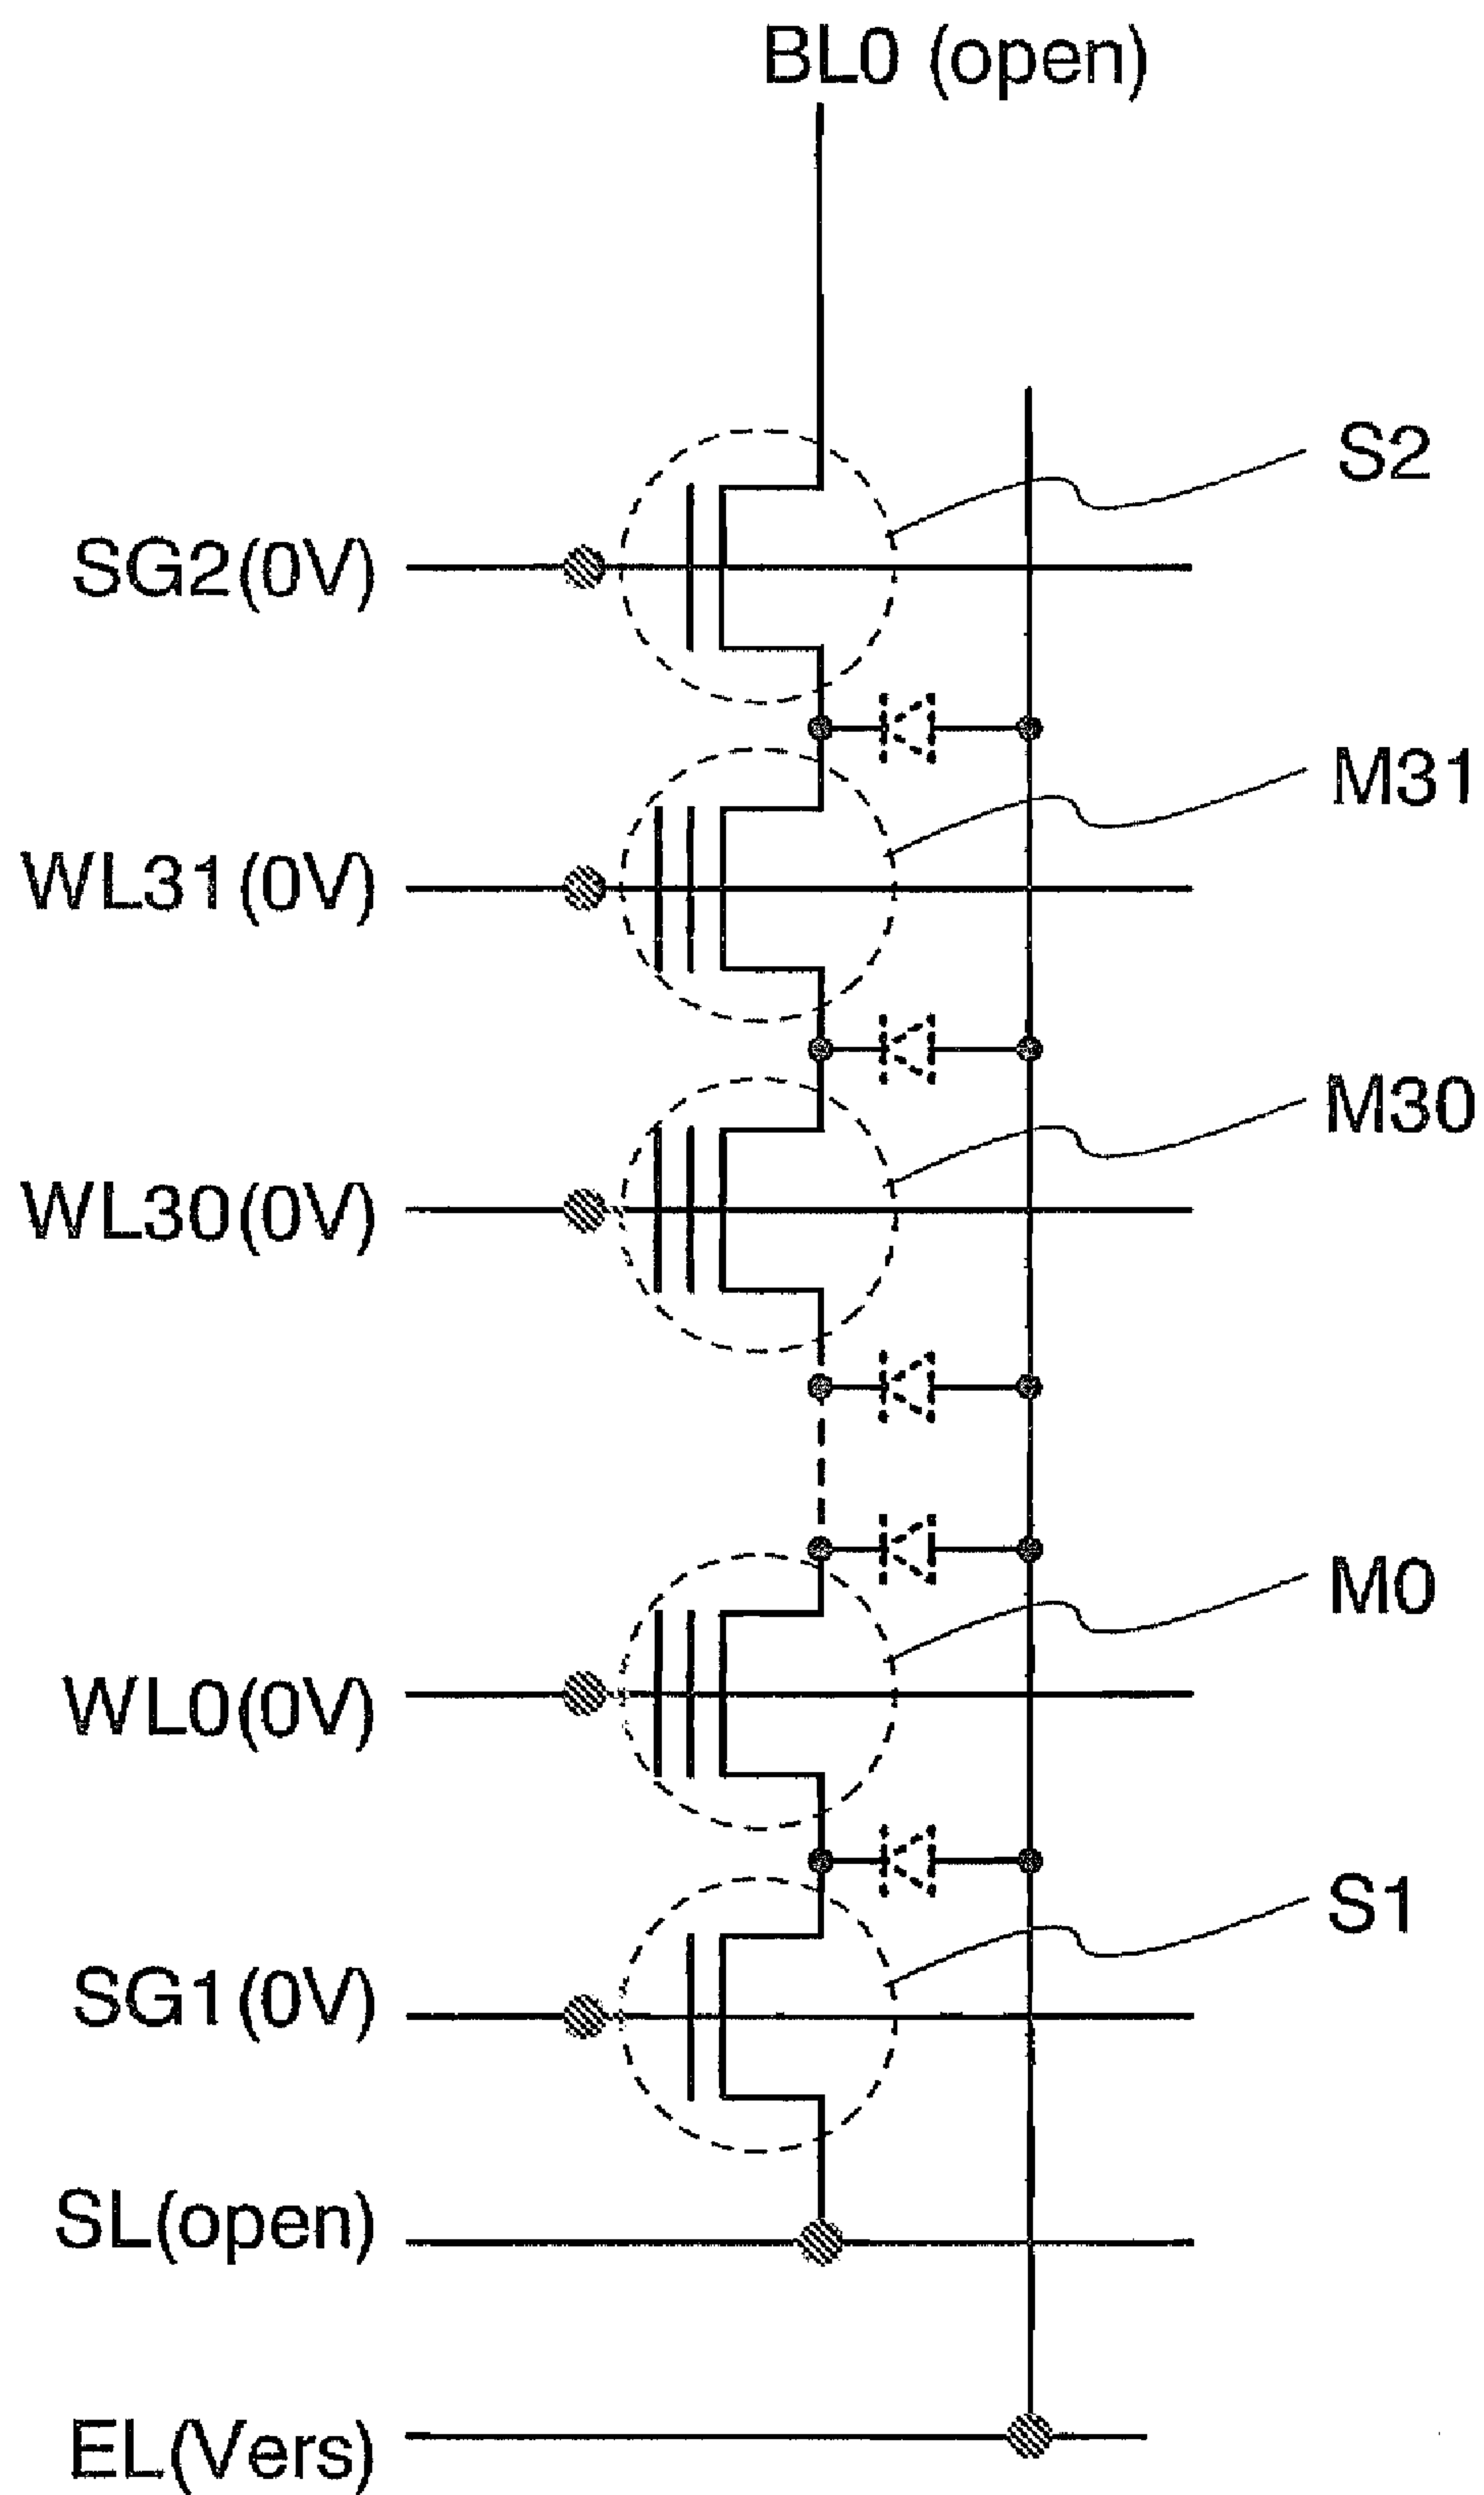 BL0 (open)
S2
SG2(0V)
M31
WL31(0V)
M30
WL30(0V)
M0
WL0(0V)
S1
SG1(0V)
SL(open)
EL(Vers)